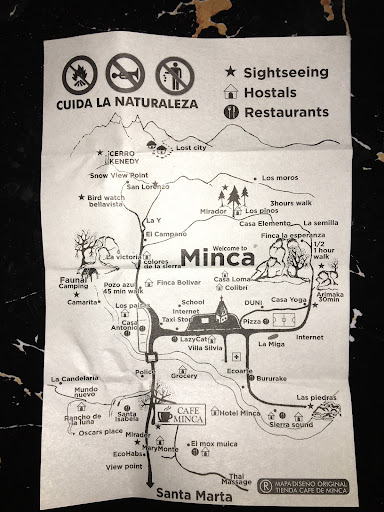 CUIDA LA NATURALEZA
Sightseeing
Hostals
Restaurants
Lost city
CERRO
KENEDY
Snow View Point
San Lorenzo
Los moros
Bird watch
bellavista
Mirador
Los pinos
3hours walk
La Y
Casa Elemento
La semilla
El Campano
Finca la esperanza
Welcome to
Minca
1/2
1 hour
walk
La victoria
colores
de la sierra
Fauna
Camping
Pozo azul
45 min walk
Finca Bolivar
Casa Loma
Colibrí
Camarita
Los paisas
School
DUNI
Casa Yoga
Arimaka
30min
Internet
Casa
Antonio
Taxi Stop
Pizza
LazyCat
Villa Silvia
La Miga
Internet
Police
Ecoarte
Grocery
Bururake
La Candelaria
Mundo
nuevo
Las piedras
Rancho de
la luna
Santa
Isabela
CAFE
MINCA
Hotel Minca
Sierra sound
Oscars place
Mirador
MaryMonte
El mox muica
EcoHabs
View point
Thai
Massage
Santa Marta
R
MAPA/DISEÑO ORIGINAL
TIENDA CAFE DE MINCA